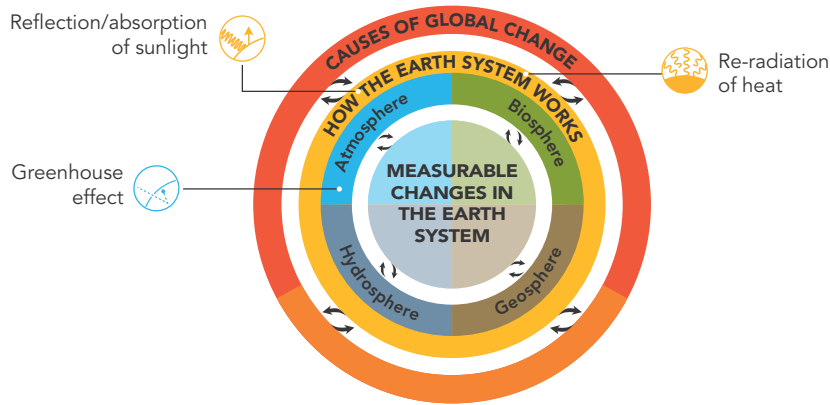 Reflection/absorption
of sunlight
CAUSES OF GLOBAL CHANGE
Re-radiation
of heat
HOW THE EARTH SYSTEM WORKS
Atmosphere
Biosphere
Greenhouse
effect
MEASURABLE
CHANGES IN
THE EARTH
SYSTEM
Hydrosphere
Geosphere